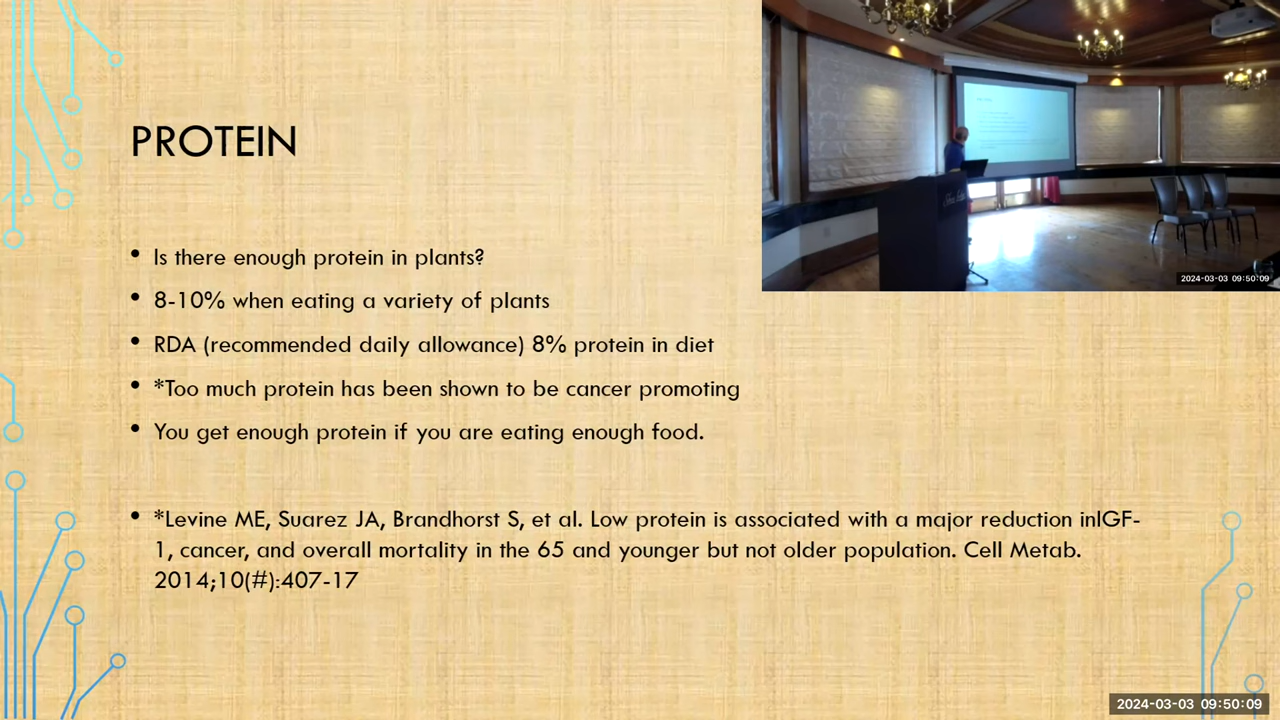 PROTEIN
• Is there enough protein in plants?
• 8-10% when eating a variety of plants
• RDA (recommended daily allowance) 8% protein in diet
• *Too much protein has been shown to be cancer promoting
• You get enough protein if you are eating enough food.
• *Levine ME, Suarez JA, Brandhorst S, et al. Low protein is associated with a major reduction inIGF-
1, cancer, and overall mortality in the 65 and younger but not older population. Cell Metab.
2014;10(#):407-17
2024-03-03 09:50:09
2024-03-03 09:50:09